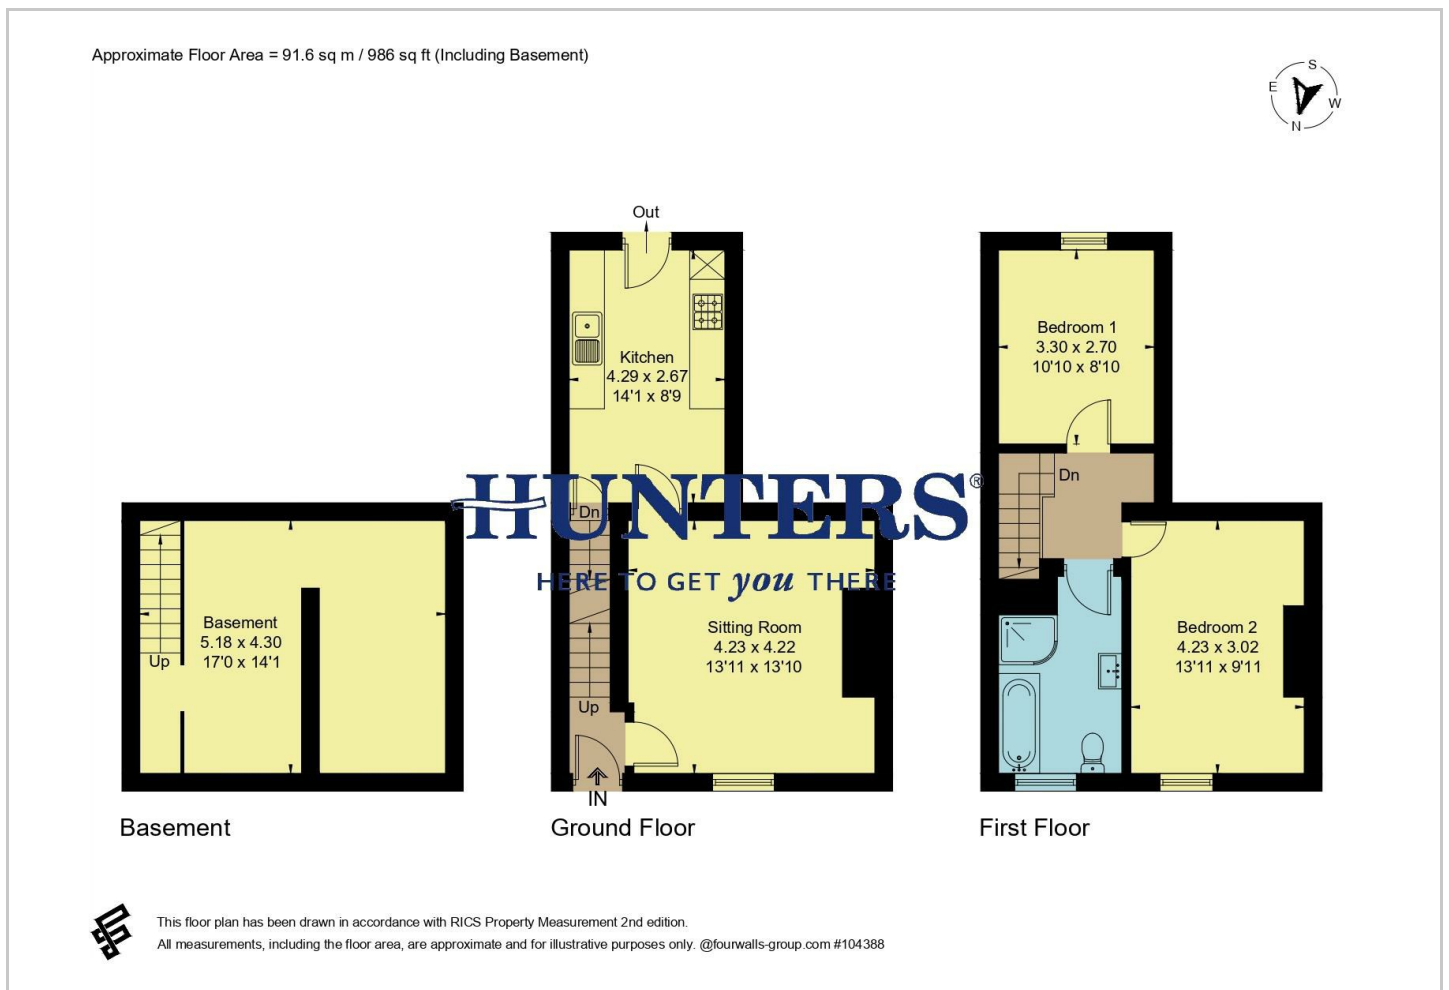 Approximate Floor Area = 91.6 sq m / 986 sq ft (Including Basement)
S
E
W
N
Out
Kitchen
4.29 x 2.67
14'1 x 8'9
Bedroom 1
3.30 x 2.70
10'10 x 8'10
Dn
Dn
HUNTERS®
HERE TO GET you THERE
Basement
5.18 x 4.30
17'0 x 14'1
Up
Sitting Room
4.23 x 4.22
13'11 x 13'10
Up
IN
Bedroom 2
4.23 x 3.02
13'11 x 9'11
Basement
Ground Floor
First Floor
This floor plan has been drawn in accordance with RICS Property Measurement 2nd edition.
All measurements, including the floor area, are approximate and for illustrative purposes only. @fourwalls-group.com #104388